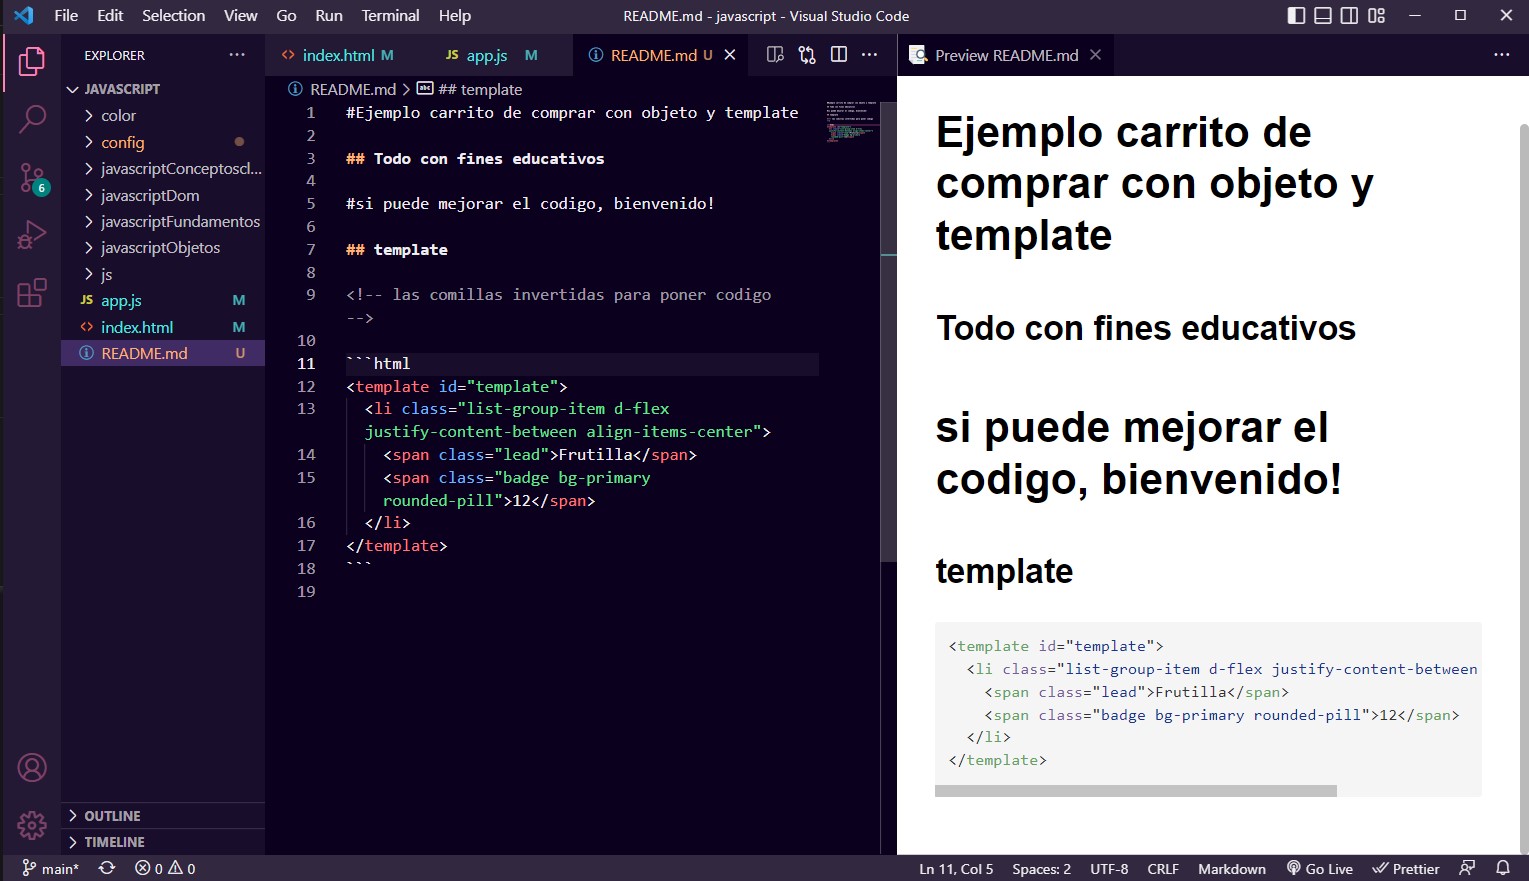 File Edit Selection View Go Run Terminal Help README.md - javascript - Visual Studio Code
EXPLORER ...
JAVASCRIPT
color
config
javascriptConceptoscl...
javascriptDom
javascriptFundamentos
javascriptObjetos
js
JS app.js M
<> index.html M
README.md U
OUTLINE
TIMELINE
6
<> index.html M JS app.js M README.md U
README.md > ## template
1 #Ejemplo carrito de comprar con objeto y template
2
3 ## Todo con fines educativos
4
5 #si puede mejorar el codigo, bienvenido!
6
7 ## template
8
9 <!-- las comillas invertidas para poner codigo
-->
10
11 ```html
12 <template id="template">
13 <li class="list-group-item d-flex
justify-content-between align-items-center">
14 <span class="lead">Frutilla</span>
15 <span class="badge bg-primary
rounded-pill">12</span>
16 </li>
17 </template>
18 ```
19
Preview README.md
Ejemplo carrito de
comprar con objeto y
template
Todo con fines educativos
si puede mejorar el
codigo, bienvenido!
template
<template id="template">
<li class="list-group-item d-flex justify-content-between
<span class="lead">Frutilla</span>
<span class="badge bg-primary rounded-pill">12</span>
</li>
</template>
main* 0 0 Ln 11, Col 5 Spaces: 2 UTF-8 CRLF Markdown Go Live Prettier